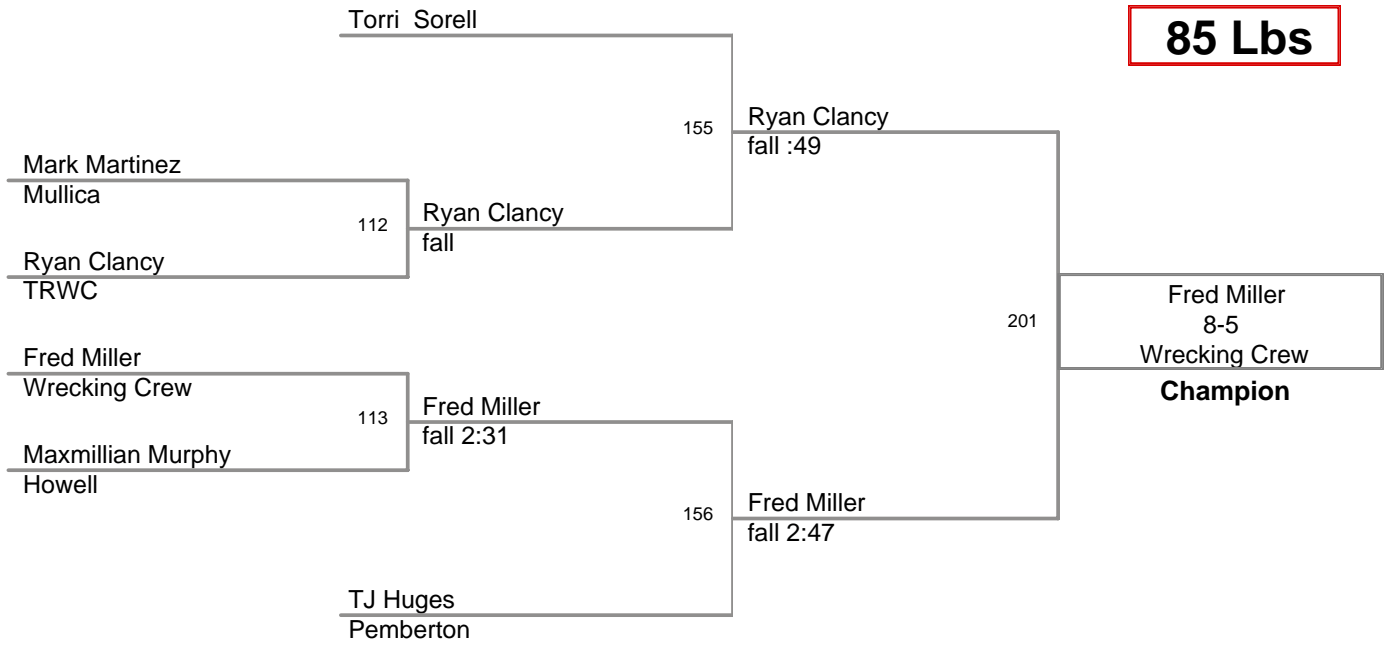 Torri  Sorell
85 Lbs
155
Ryan Clancy
fall :49
Mark Martinez
Mullica
112
Ryan Clancy
fall
Ryan Clancy
TRWC
201
Fred Miller
8-5
Wrecking Crew
Champion
Fred Miller
Wrecking Crew
113
Fred Miller
fall 2:31
Maxmillian Murphy
Howell
156
Fred Miller
fall 2:47
TJ Huges
Pemberton